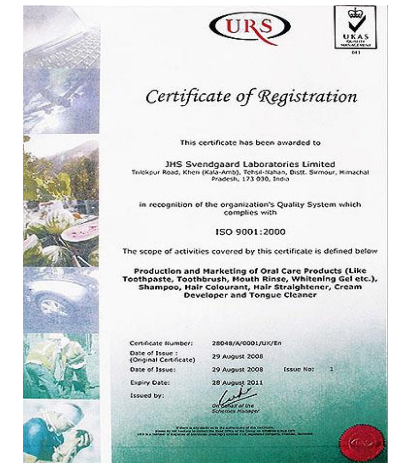 URS
UKAS
QUALITY
MANAGEMENT
043
Certificate of Registration
This certificate has been awarded to
JHS Svendgaard Laboratories Limited
Trilokpur Road, Kheri (Kala-Amb), Tehsil-Nahan, Distt. Sirmour, Himachal
Pradesh, 173 030, India
in recognition of the organization's Quality System which
complies with
ISO 9001:2000
The scope of activities covered by this certificate is defined below
Production and Marketing of Oral Care Products (Like
Toothpaste, Toothbrush, Mouth Rinse, Whitening Gel etc.),
Shampoo, Hair Colourant, Hair Straightener, Cream
Developer and Tongue Cleaner
Certificate Number: 28048/A/0001/UK/En
Date of Issue :
(Original Certificate) 29 August 2008
Date of Issue: 29 August 2008 Issue No: 1
Expiry Date: 28 August 2011
Issued by:
On behalf of the
Schemes Manager